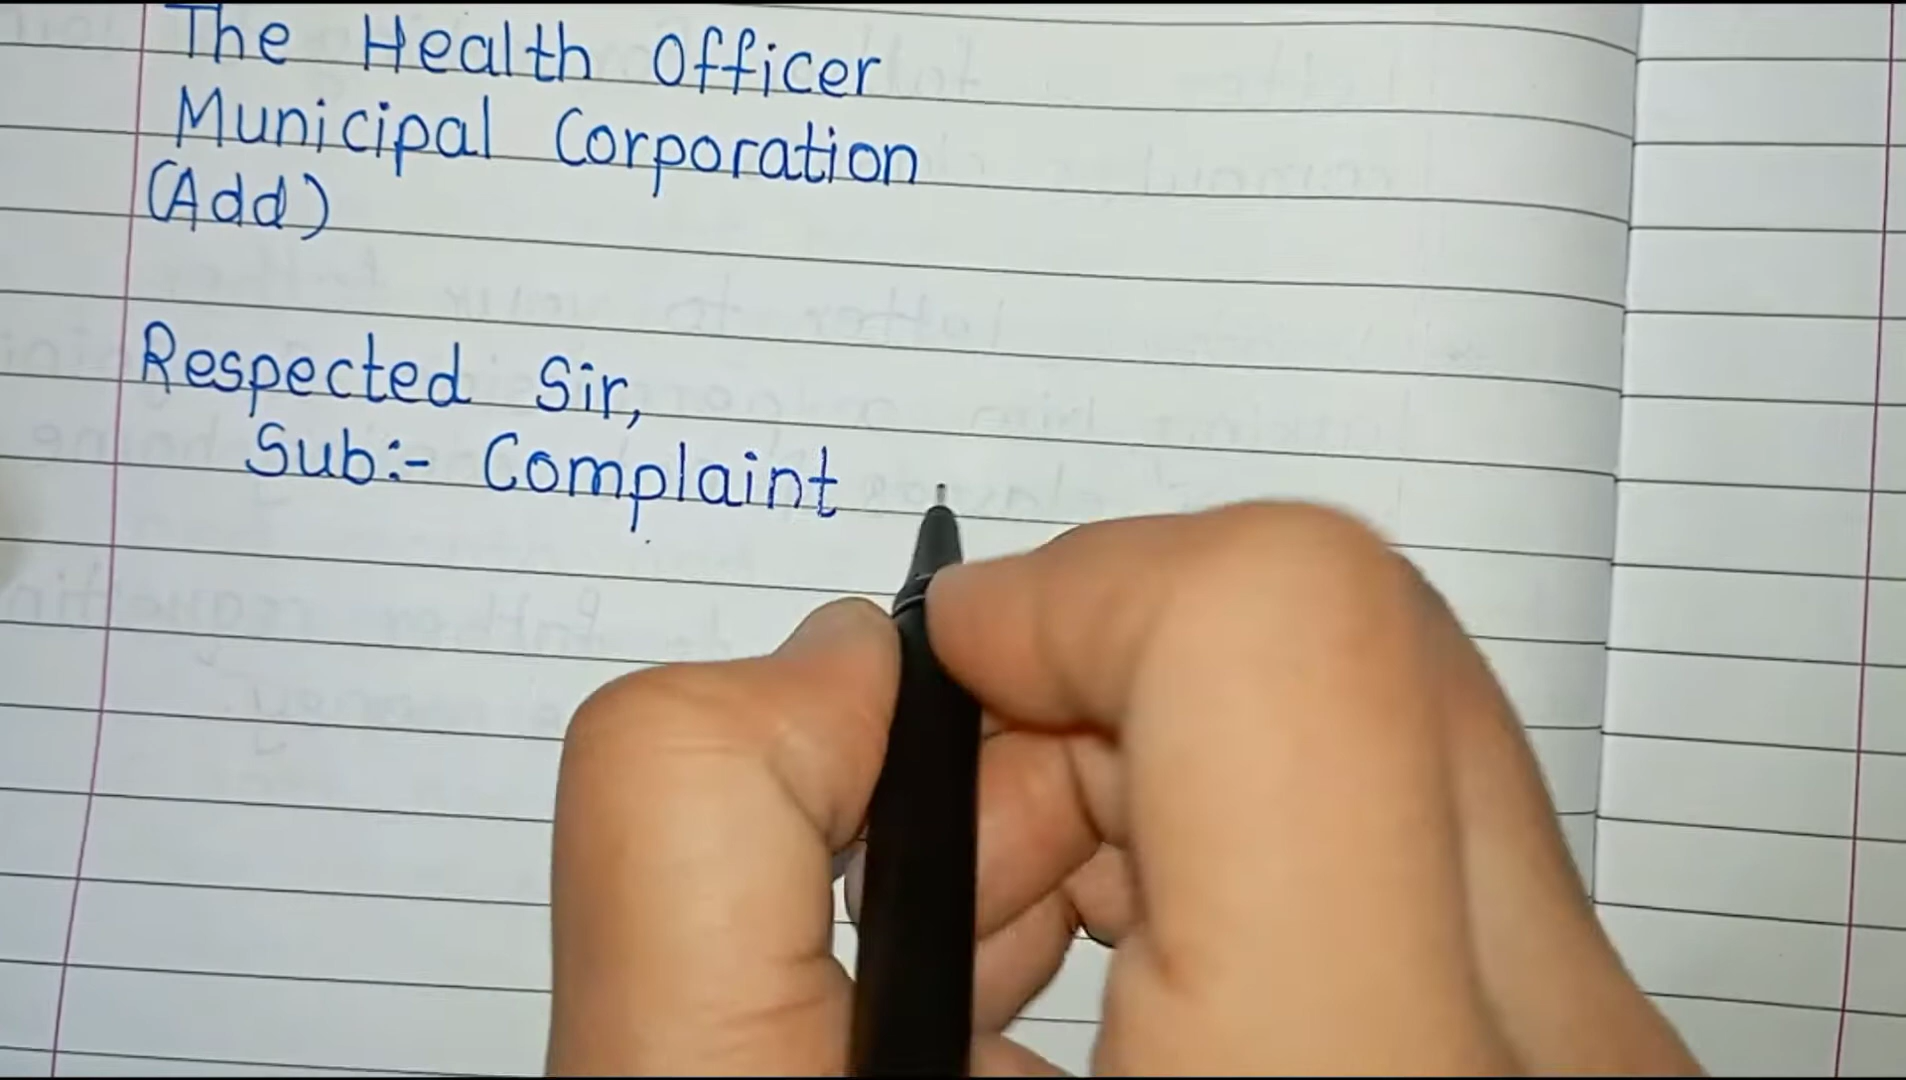 The Health Officer
Municipal Corporation
(Add)
Respected Sir,
Sub:- Complaint